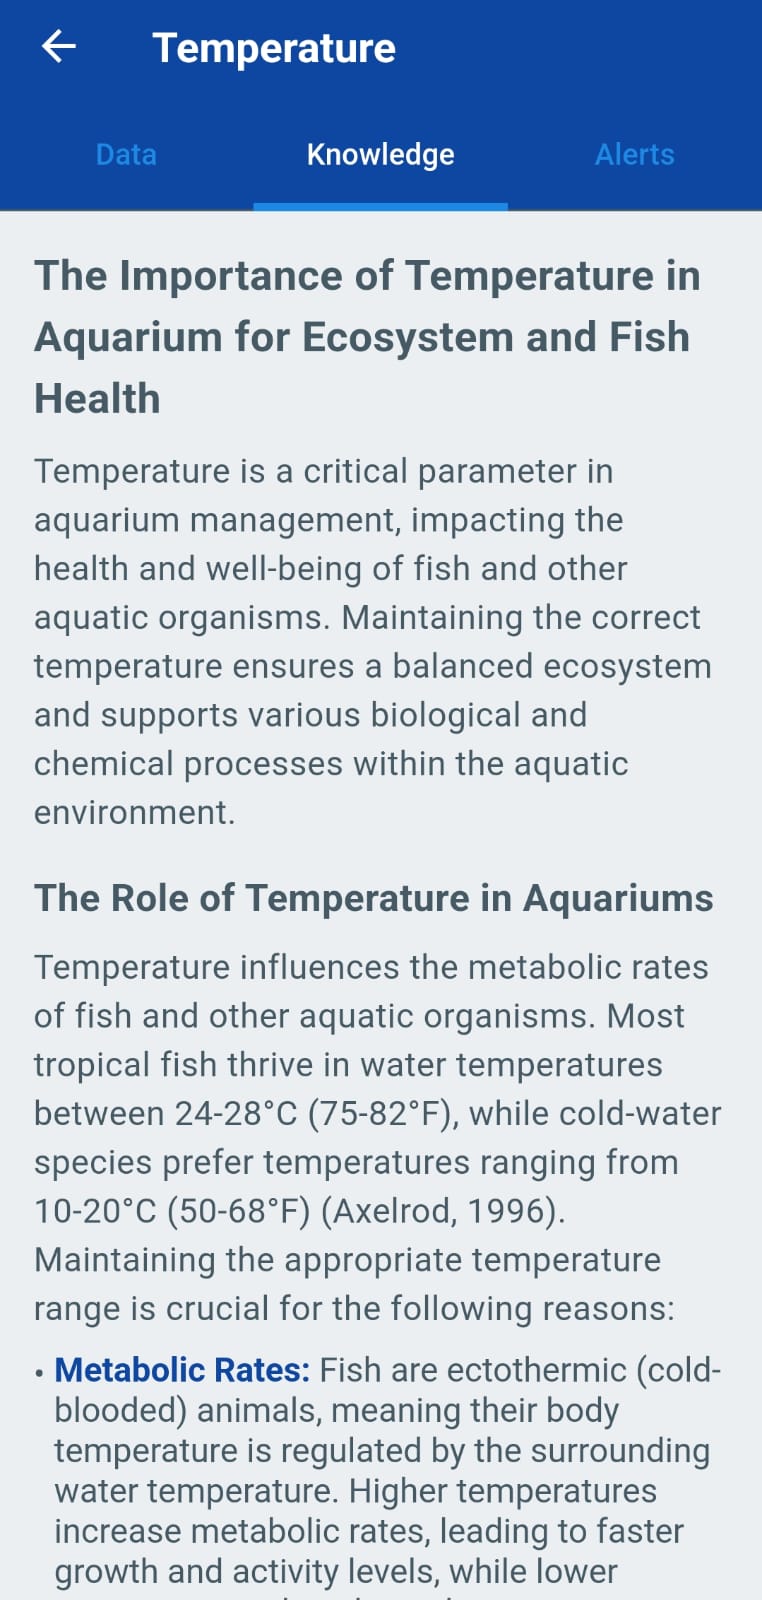 Temperature
Data
Knowledge
Alerts
The Importance of Temperature in
Aquarium for Ecosystem and Fish
Health
Temperature is a critical parameter in
aquarium management, impacting the
health and well-being of fish and other
aquatic organisms. Maintaining the correct
temperature ensures a balanced ecosystem
and supports various biological and
chemical processes within the aquatic
environment.
The Role of Temperature in Aquariums
Temperature influences the metabolic rates
of fish and other aquatic organisms. Most
tropical fish thrive in water temperatures
between 24-28°C (75-82°F), while cold-water
species prefer temperatures ranging from
10-20°C (50-68°F) (Axelrod, 1996).
Maintaining the appropriate temperature
range is crucial for the following reasons:
• Metabolic Rates: Fish are ectothermic (cold-
blooded) animals, meaning their body
temperature is regulated by the surrounding
water temperature. Higher temperatures
increase metabolic rates, leading to faster
growth and activity levels, while lower